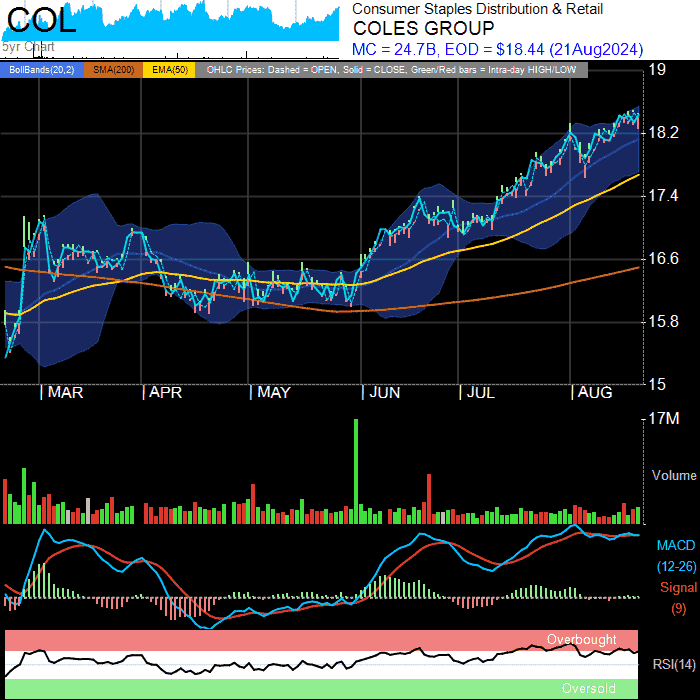 COL
5yr Chart
Consumer Staples Distribution & Retail
COLES GROUP
MC = 24.7B, EOD = $18.44 (21Aug2024)
BollBands(20,2) SMA(200) EMA(50) OHLC Prices: Dashed = OPEN, Solid = CLOSE, Green/Red bars = Intra-day HIGH/LOW
19
18.2
17.4
16.6
15.8
15
MAR APR MAY JUN JUL AUG
17M
Volume
MACD
(12-26)
Signal
(9)
Overbought
RSI(14)
Oversold